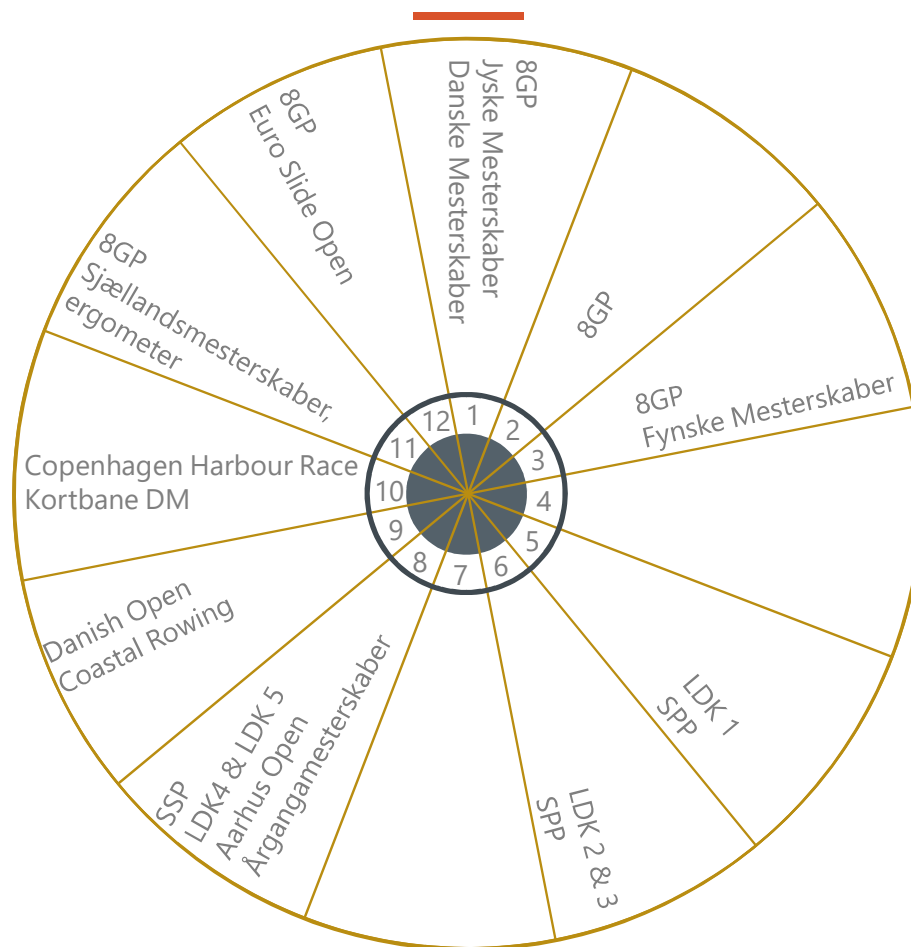 8GP
Jyske Mesterskaber
Danske Mesterskaber
8GP
8GP
Fynske Mesterskaber
LDK 1
SPP
LDK 2 & 3
SPP
SSP
LDK4 & LDK 5
Aarhus Open
Årgangamesterskaber
Danish Open
Coastal Rowing
Copenhagen Harbour Race
Kortbane DM
8GP
Sjællandsmesterskaber,
ergometer
8GP
Euro Slide Open
1
2
3
4
5
6
7
8
9
10
11
12